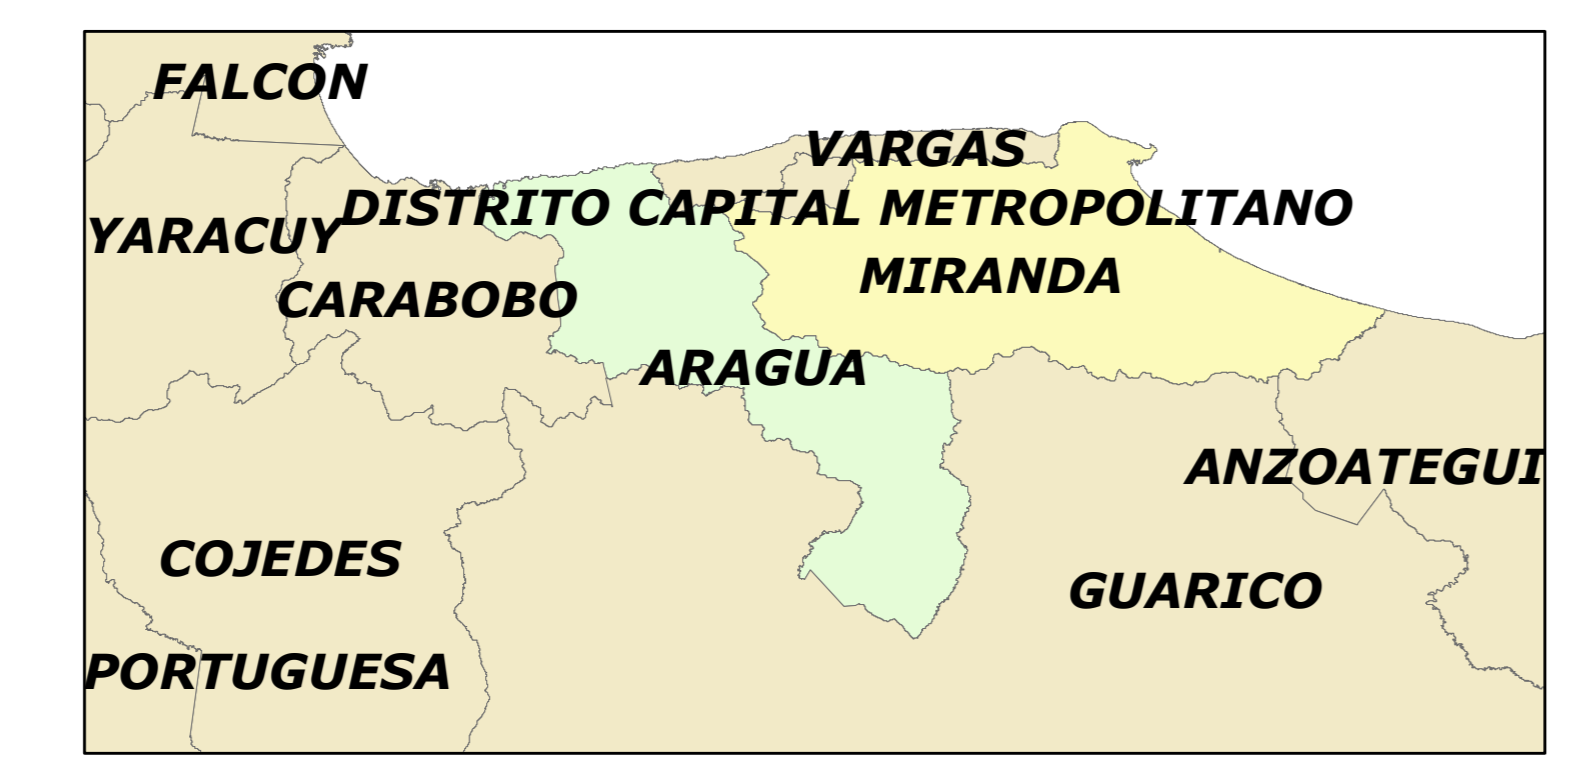 FALCON
VARGAS
DISTRITO CAPITAL METROPOLITANO
YARACUY
MIRANDA
CARABOBO
ARAGUA
ANZOATEGUI
COJEDES
GUARICO
PORTUGUESA